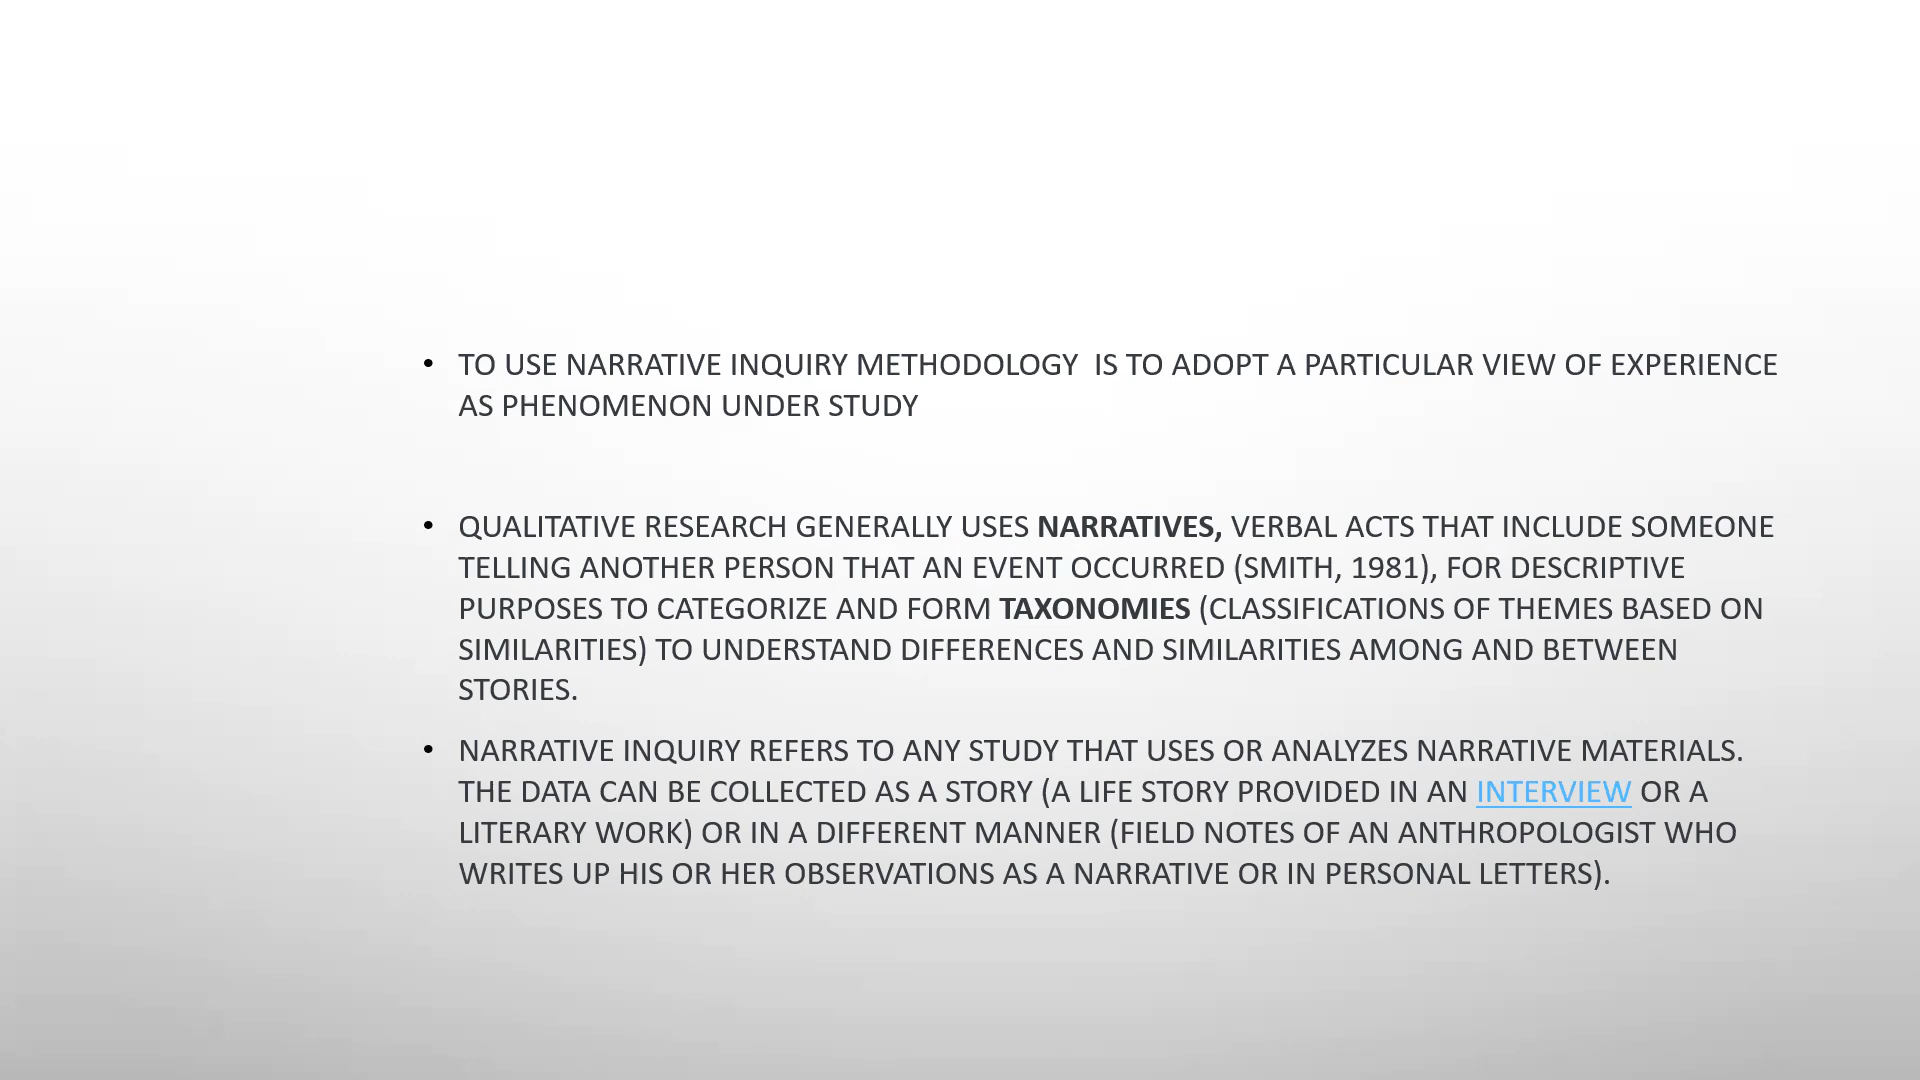 • TO USE NARRATIVE INQUIRY METHODOLOGY IS TO ADOPT A PARTICULAR VIEW OF EXPERIENCE
AS PHENOMENON UNDER STUDY
• QUALITATIVE RESEARCH GENERALLY USES NARRATIVES, VERBAL ACTS THAT INCLUDE SOMEONE
TELLING ANOTHER PERSON THAT AN EVENT OCCURRED (SMITH, 1981), FOR DESCRIPTIVE
PURPOSES TO CATEGORIZE AND FORM TAXONOMIES (CLASSIFICATIONS OF THEMES BASED ON
SIMILARITIES) TO UNDERSTAND DIFFERENCES AND SIMILARITIES AMONG AND BETWEEN
STORIES.
• NARRATIVE INQUIRY REFERS TO ANY STUDY THAT USES OR ANALYZES NARRATIVE MATERIALS.
THE DATA CAN BE COLLECTED AS A STORY (A LIFE STORY PROVIDED IN AN INTERVIEW OR A
LITERARY WORK) OR IN A DIFFERENT MANNER (FIELD NOTES OF AN ANTHROPOLOGIST WHO
WRITES UP HIS OR HER OBSERVATIONS AS A NARRATIVE OR IN PERSONAL LETTERS).